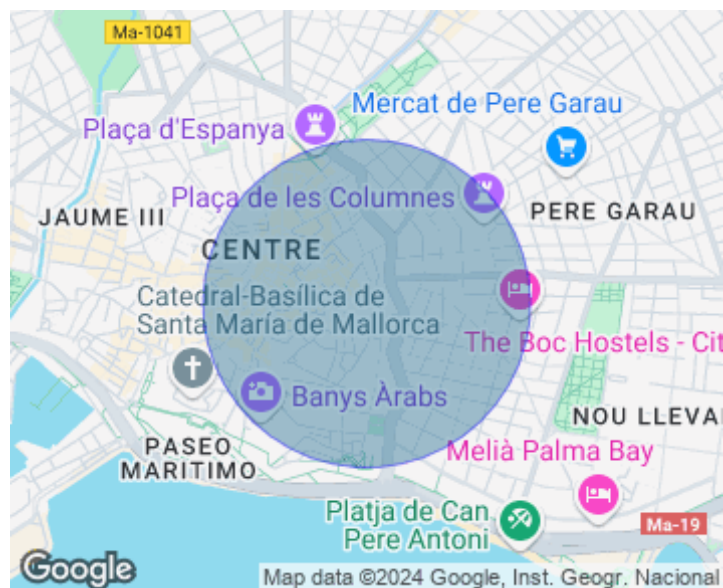 Ma-1041
Mercat de Pere Garau
Plaça d'Espanya
Plaça de les Columnes
JAUME III
PERE GARAU
CENTRE
Catedral-Basílica de
Santa María de Mallorca
The Boc Hostels - Cit
Banys Àrabs
NOU LLEVA
PASEO
MARITIMO
Melià Palma Bay
Platja de Can
Pere Antoni
Ma-19
Google
Map data ©2024 Google, Inst. Geogr. Nacional